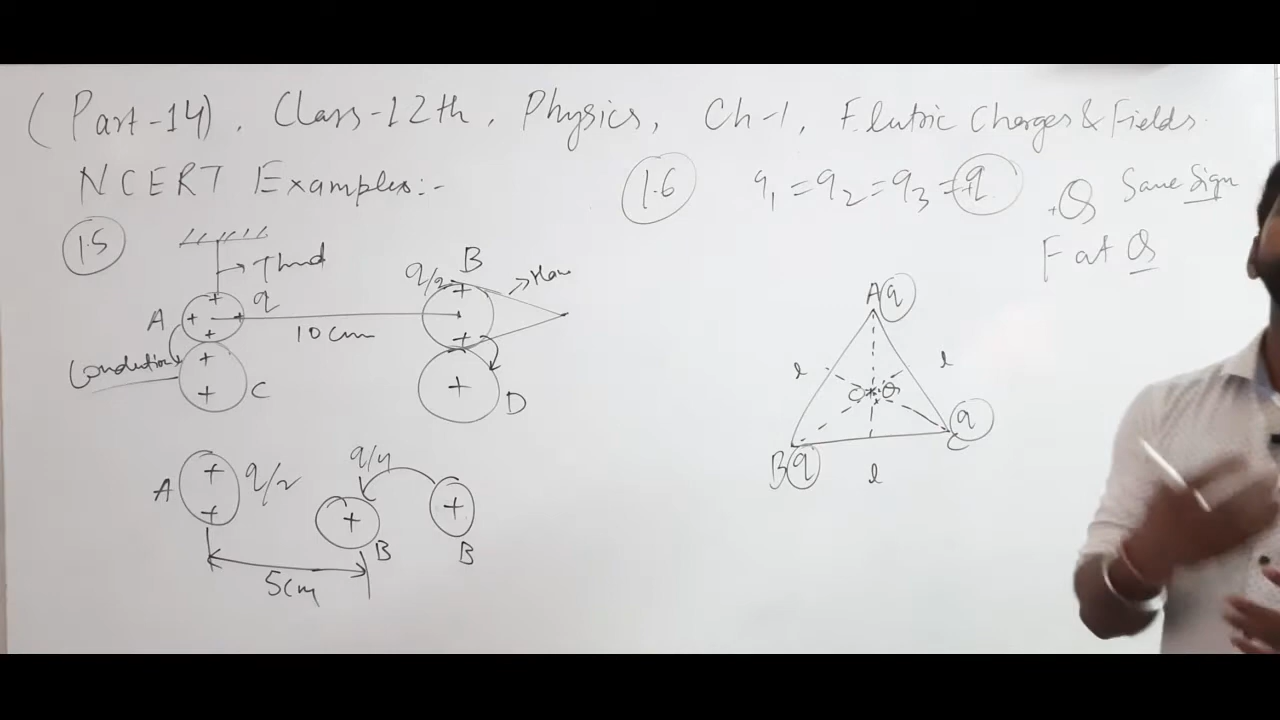 (Part-14), Class-12th, Physics, Ch-1, Electric Charges & Fields.
NCERT Examples:-
1.5
Thred
A
q
10 cm
q/2
B
Conduction
C
D
A
q/2
q/4
B
B
5cm
1.6
q₁ = q₂ = q₃ = q
+Q Same Sign
F at Q
A q
l
l
O
Q
B q
l
q
C